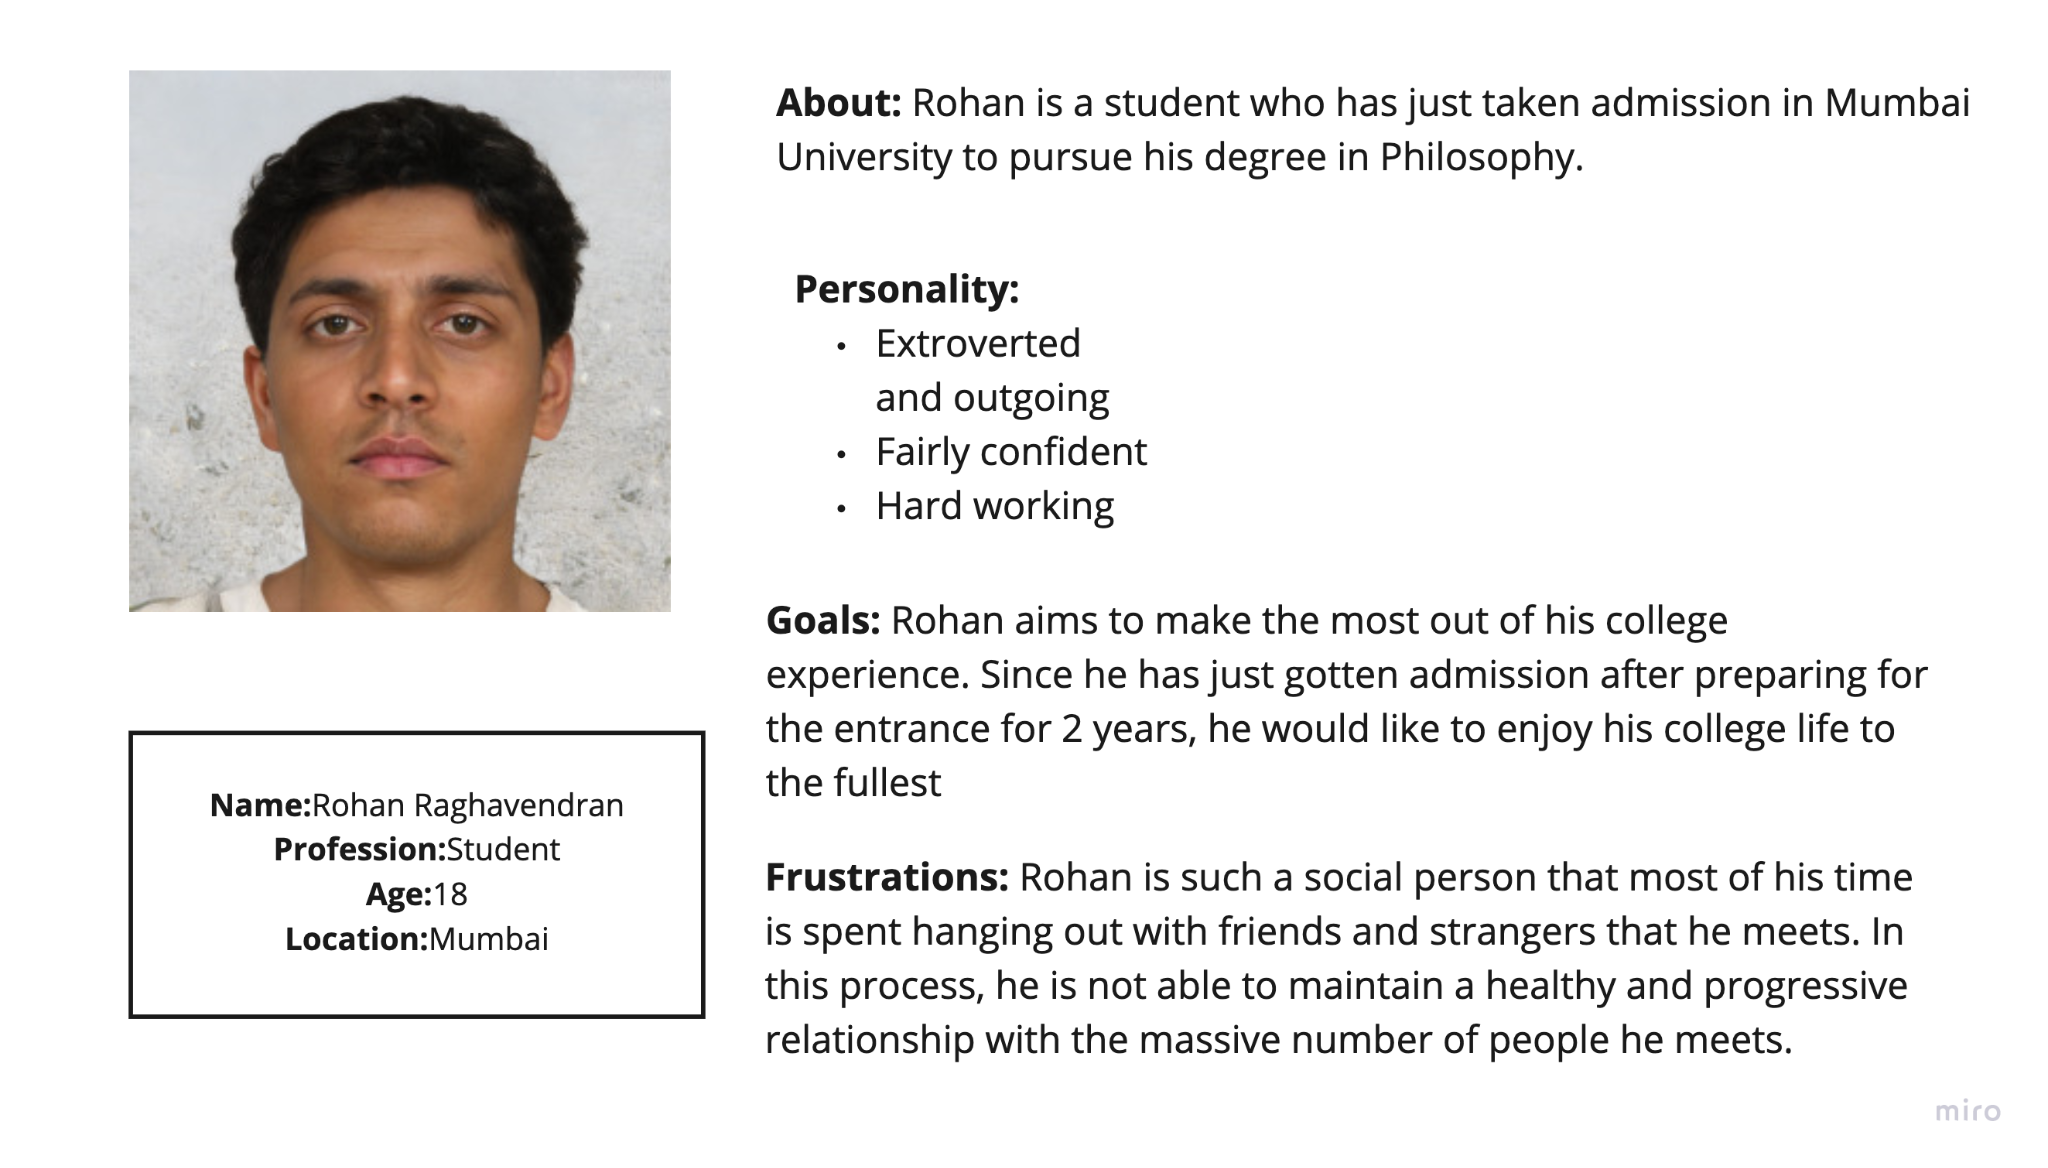 About: Rohan is a student who has just taken admission in Mumbai
University to pursue his degree in Philosophy.
Personality:
• Extroverted
and outgoing
• Fairly confident
• Hard working
Goals: Rohan aims to make the most out of his college
experience. Since he has just gotten admission after preparing for
the entrance for 2 years, he would like to enjoy his college life to
the fullest
Frustrations: Rohan is such a social person that most of his time
is spent hanging out with friends and strangers that he meets. In
this process, he is not able to maintain a healthy and progressive
relationship with the massive number of people he meets.
Name:Rohan Raghavendran
Profession:Student
Age:18
Location:Mumbai
miro